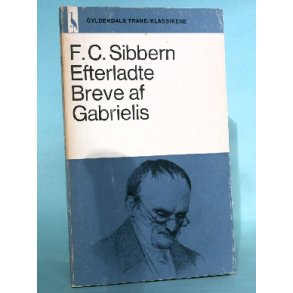 GYLDENDALS TRANE-KLASSIKERE
F. C. Sibbern
Efterladte
Breve af
Gabrielis